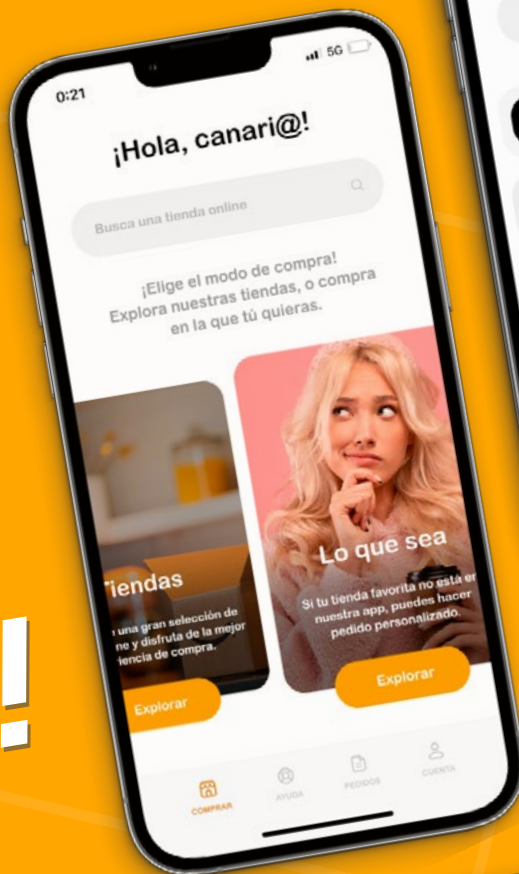 0:21
5G
¡Hola, canari@!
Busca una tienda online
¡Elige el modo de compra!
Explora nuestras tiendas, o compra
en la que tú quieras.
Tiendas
una gran selección de
ne y disfruta de la mejor
iencia de compra.
Explorar
Lo que sea
Si tu tienda favorita no está en
nuestra app, puedes hacer
pedido personalizado.
Explorar
COMPRAR
AYUDA
PEDIDOS
CUENTA
!